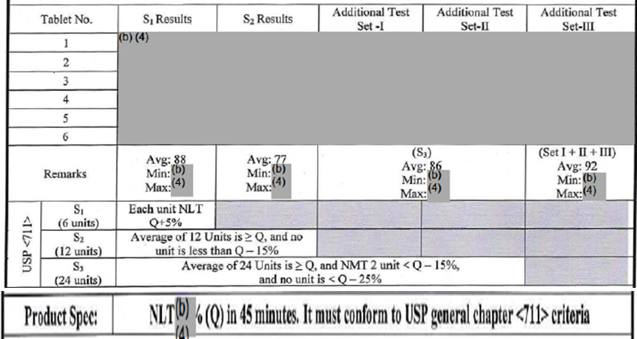 Tablet No. S1 Results S2 Results Additional Test Set -I Additional Test Set-II Additional Test Set-III
1 (b) (4)
2
3
4
5
6
Remarks Avg: 88 Min: (b) Max: (4) Avg: 77 Min: (b) Max: (4) (S3) Avg: 86 Min: (b) Max: (4) (Set I + II + III) Avg: 92 Min: (b) Max: (4)
USP <711>
S1 (6 units) Each unit NLT Q+5%
S2 (12 units) Average of 12 Units is ≥ Q, and no unit is less than Q – 15%
S3 (24 units) Average of 24 Units is ≥ Q, and NMT 2 unit < Q – 15%, and no unit is < Q – 25%
Product Spec: NLT (b) (4) % (Q) in 45 minutes. It must conform to USP general chapter <711> criteria